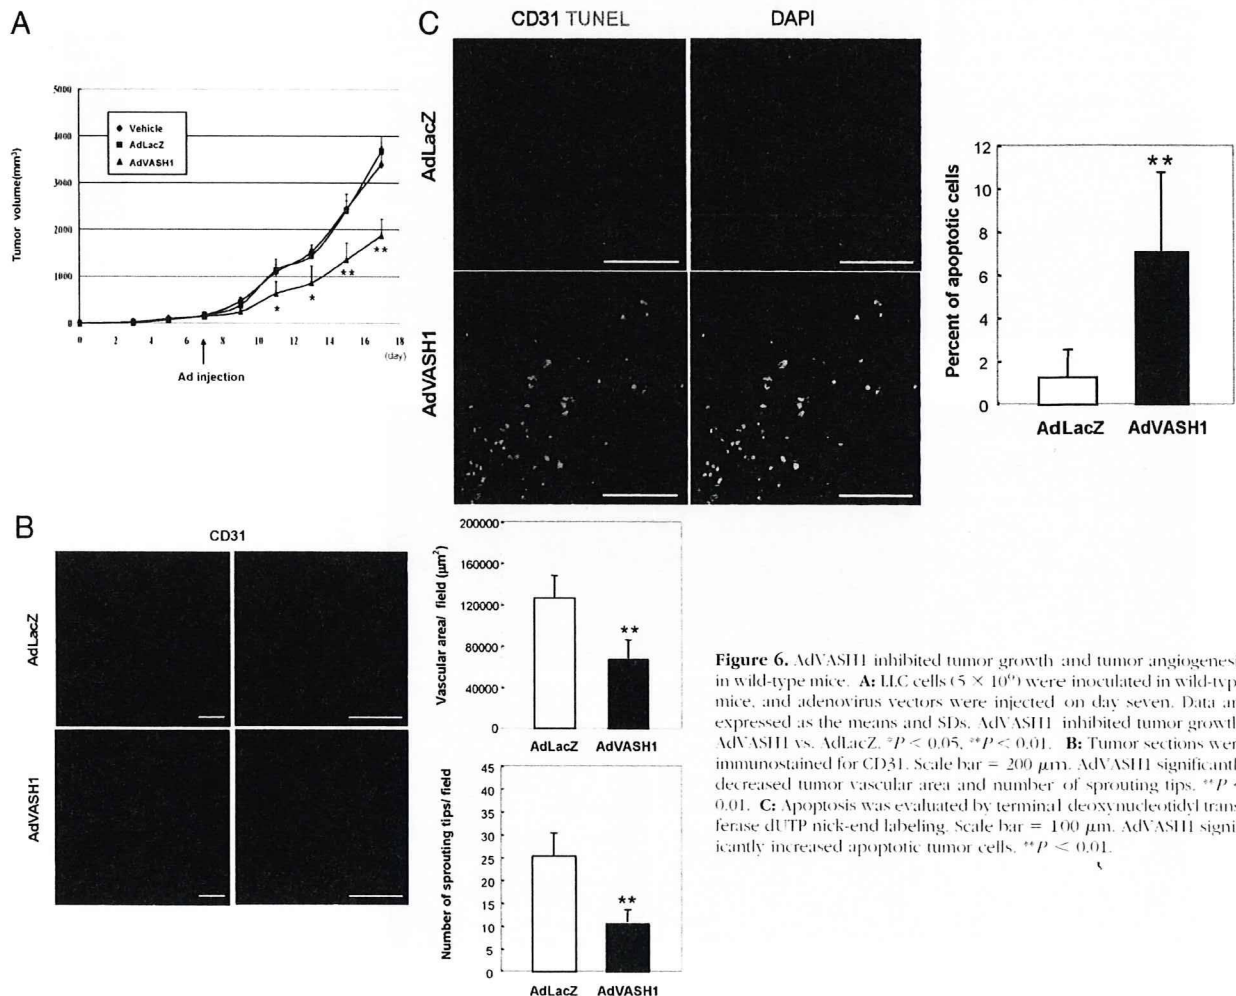 A
Tumor volume(mm³)
5000
4000
3000
2000
1000
0
Vehicle
AdLacZ
AdVASH1
*
*
**
**
0 2 4 6 8 10 12 14 16 18
(day)
Ad injection
C
CD31 TUNEL
DAPI
AdLacZ
AdVASH1
Percent of apoptotic cells
12
10
8
6
4
2
0
**
AdLacZ AdVASH1
B
CD31
AdLacZ
AdVASH1
Vascular area/ field (µm²)
200000
160000
120000
80000
40000
0
**
AdLacZ AdVASH1
Number of sprouting tips/ field
45
40
35
30
25
20
15
10
5
0
**
AdLacZ AdVASH1
Figure 6. AdVASH1 inhibited tumor growth and tumor angiogenesi
in wild-type mice. A: LLC cells (5 × 10⁶) were inoculated in wild-typ
mice, and adenovirus vectors were injected on day seven. Data ar
expressed as the means and SDs. AdVASH1 inhibited tumor growth
AdVASH1 vs. AdLacZ. *P < 0.05, **P < 0.01. B: Tumor sections wer
immunostained for CD31. Scale bar = 200 µm. AdVASH1 significantl
decreased tumor vascular area and number of sprouting tips. **P <
0.01. C: Apoptosis was evaluated by terminal deoxynucleotidyl trans
ferase dUTP nick-end labeling. Scale bar = 100 µm. AdVASH1 signi
icantly increased apoptotic tumor cells. **P < 0.01.